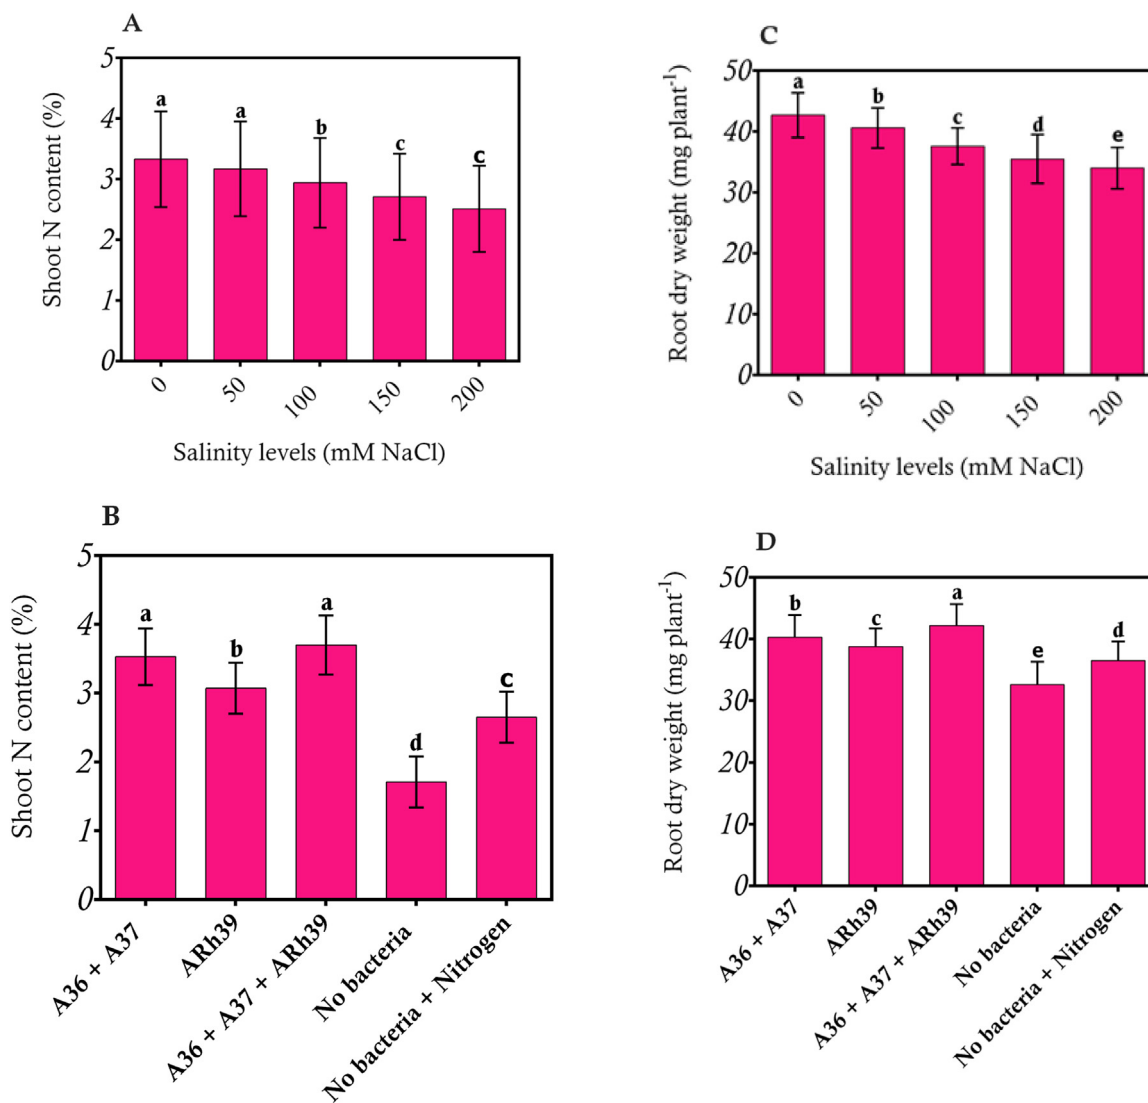 A
Shoot N content (%)
5
4
3
2
1
0
a
a
b
c
c
0
50
100
150
200
Salinity levels (mM NaCl)
C
Root dry weight (mg plant-1)
50
40
30
20
10
0
a
b
c
d
e
0
50
100
150
200
Salinity levels (mM NaCl)
B
Shoot N content (%)
5
4
3
2
1
0
a
b
a
d
c
A36 + A37
ARh39
A36 + A37 + ARh39
No bacteria
No bacteria + Nitrogen
D
Root dry weight (mg plant-1)
50
40
30
20
10
0
b
c
a
e
d
A36 + A37
ARh39
A36 + A37 + ARh39
No bacteria
No bacteria + Nitrogen